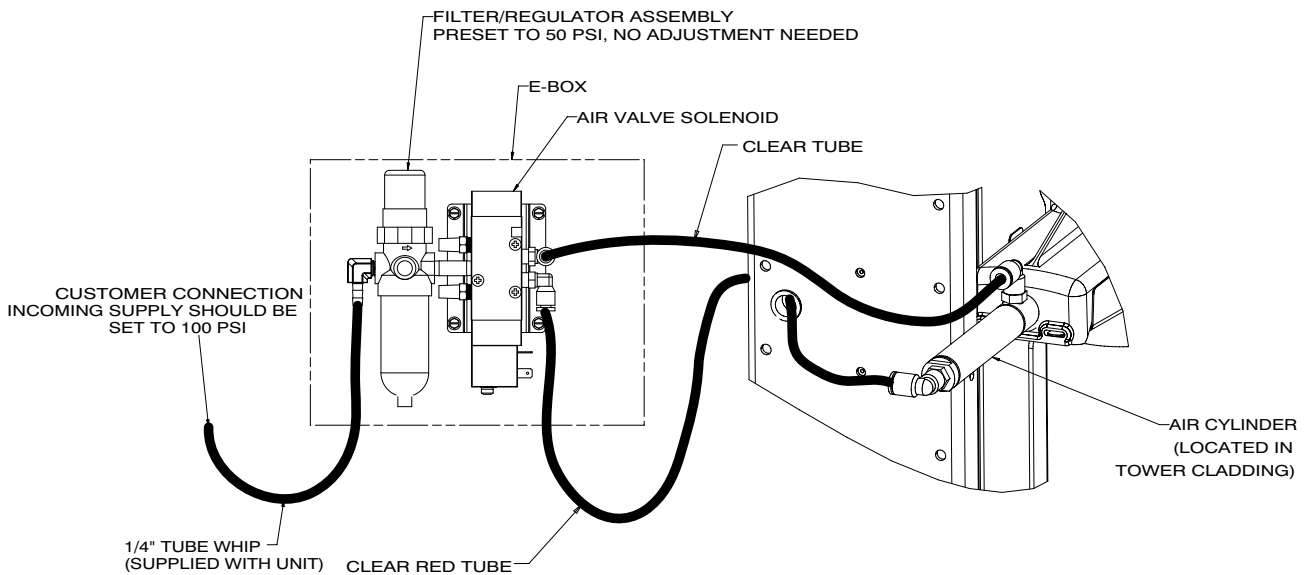 FILTER/REGULATOR ASSEMBLY
PRESET TO 50 PSI, NO ADJUSTMENT NEEDED
E-BOX
AIR VALVE SOLENOID
CLEAR TUBE
CUSTOMER CONNECTION
INCOMING SUPPLY SHOULD BE
SET TO 100 PSI
AIR CYLINDER
(LOCATED IN
TOWER CLADDING)
1/4" TUBE WHIP
(SUPPLIED WITH UNIT)
CLEAR RED TUBE